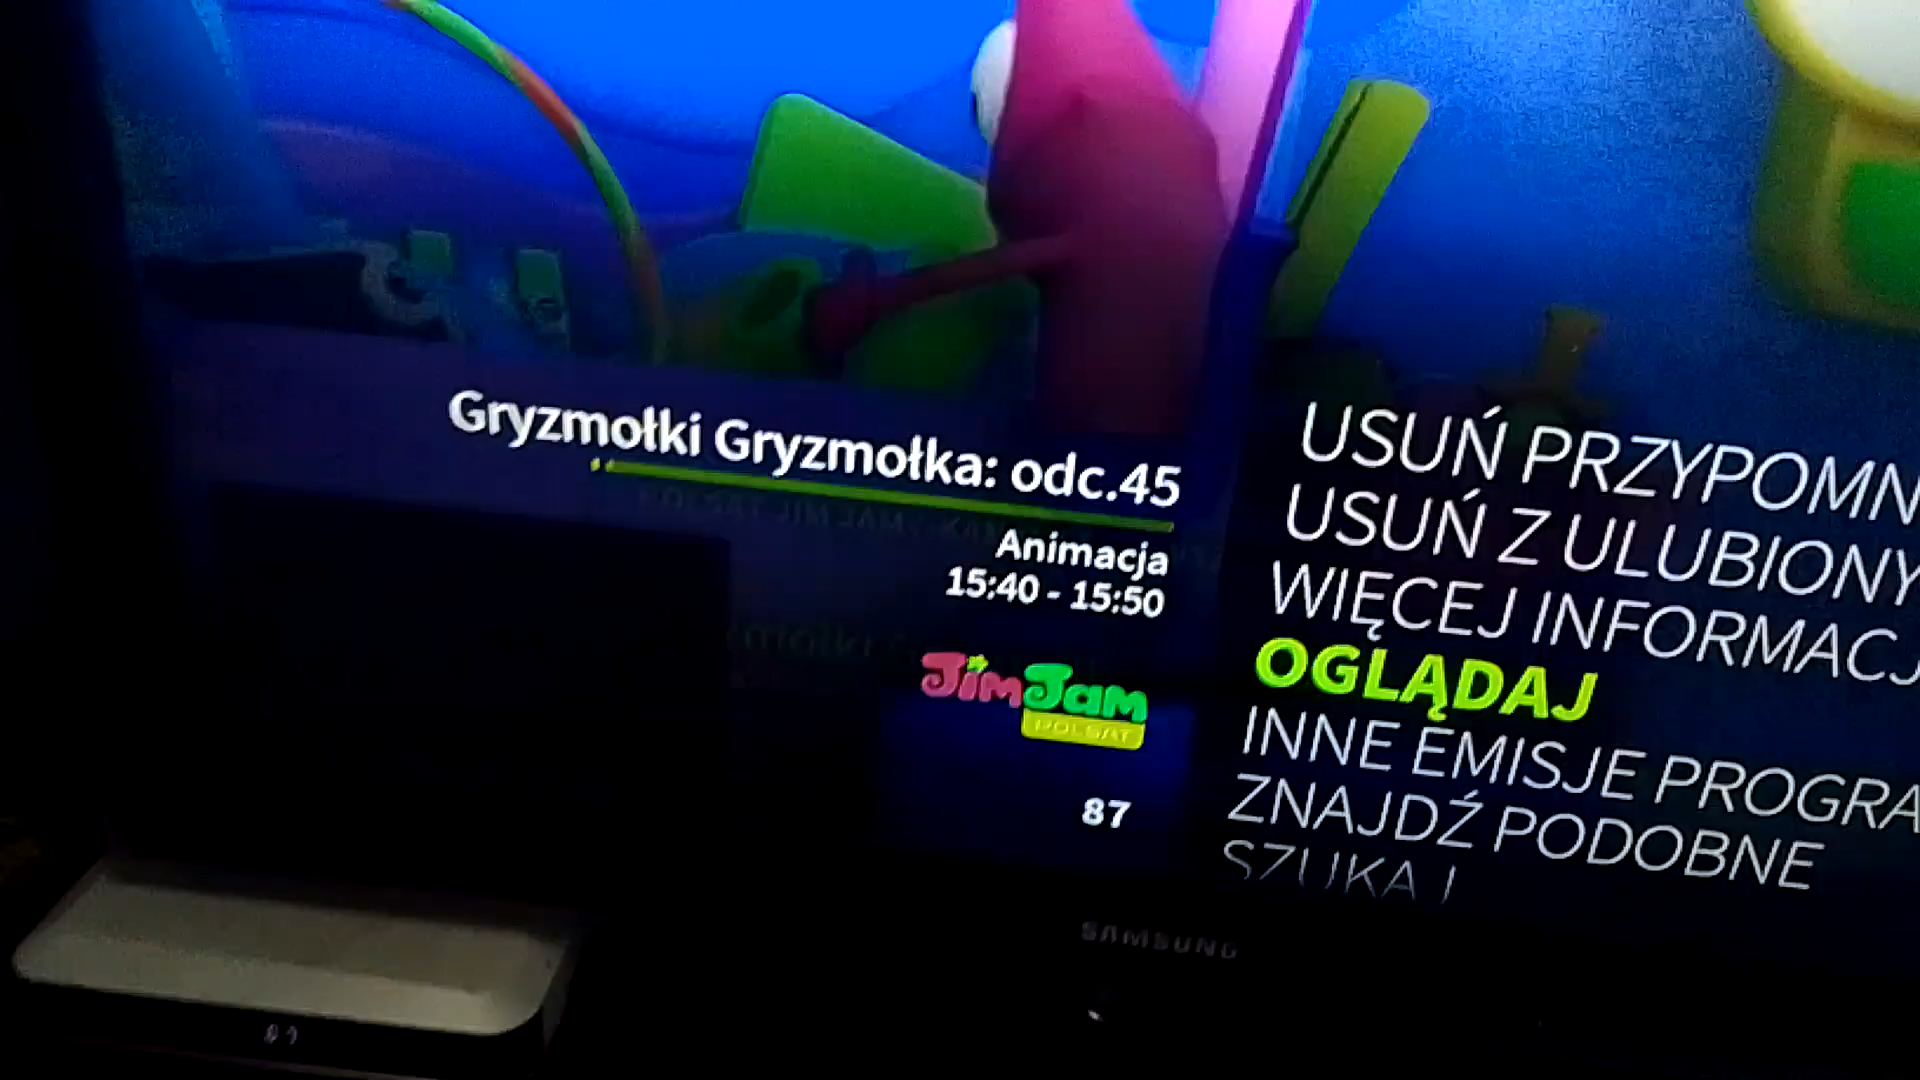 Gryzmołki Gryzmołka: odc.45
Animacja
15:40 - 15:50
JimJam
POLSAT
87
USUŃ PRZYPOMN
USUŃ Z ULUBIONY
WIĘCEJ INFORMACJ
OGLĄDAJ
INNE EMISJE PROGRA
ZNAJDŹ PODOBNE
SZUKAJ
SAMSUNG